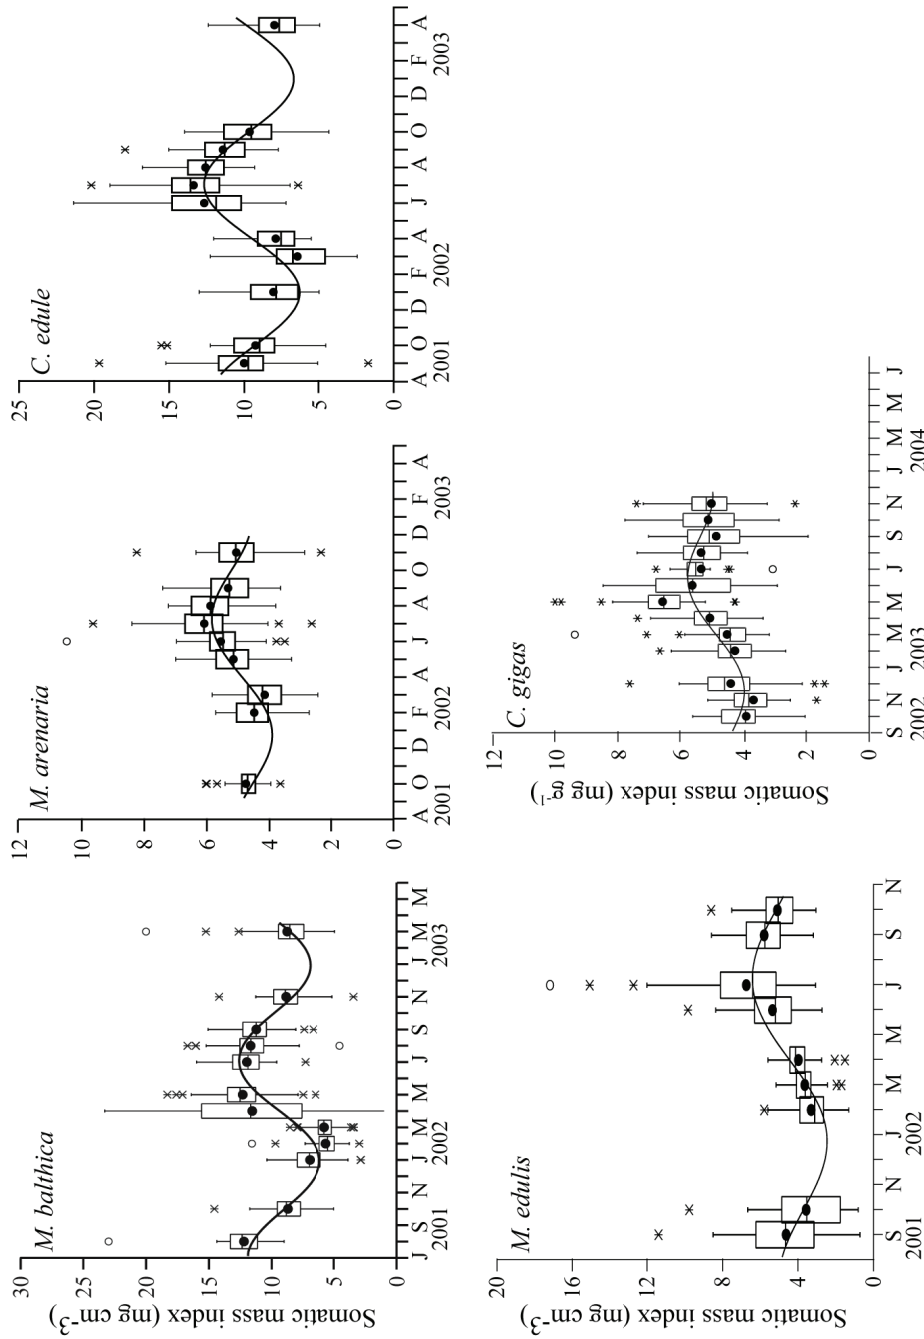 M. balthica
Somatic mass index (mg cm-3)
30
25
20
15
10
5
0
J S N J M M J S N J M M
2001 2002 2003
M. arenaria
12
10
8
6
4
2
0
A O D F A J A O D F A
2001 2002 2003
C. edule
25
20
15
10
5
0
A O D F A J A O D F A
2001 2002 2003
M. edulis
Somatic mass index (mg cm-3)
20
16
12
8
4
0
S N J M M J S N
2001 2002
C. gigas
Somatic mass index (mg g-1)
12
10
8
6
4
2
0
S N J M M J S N J M M J
2002 2003 2004